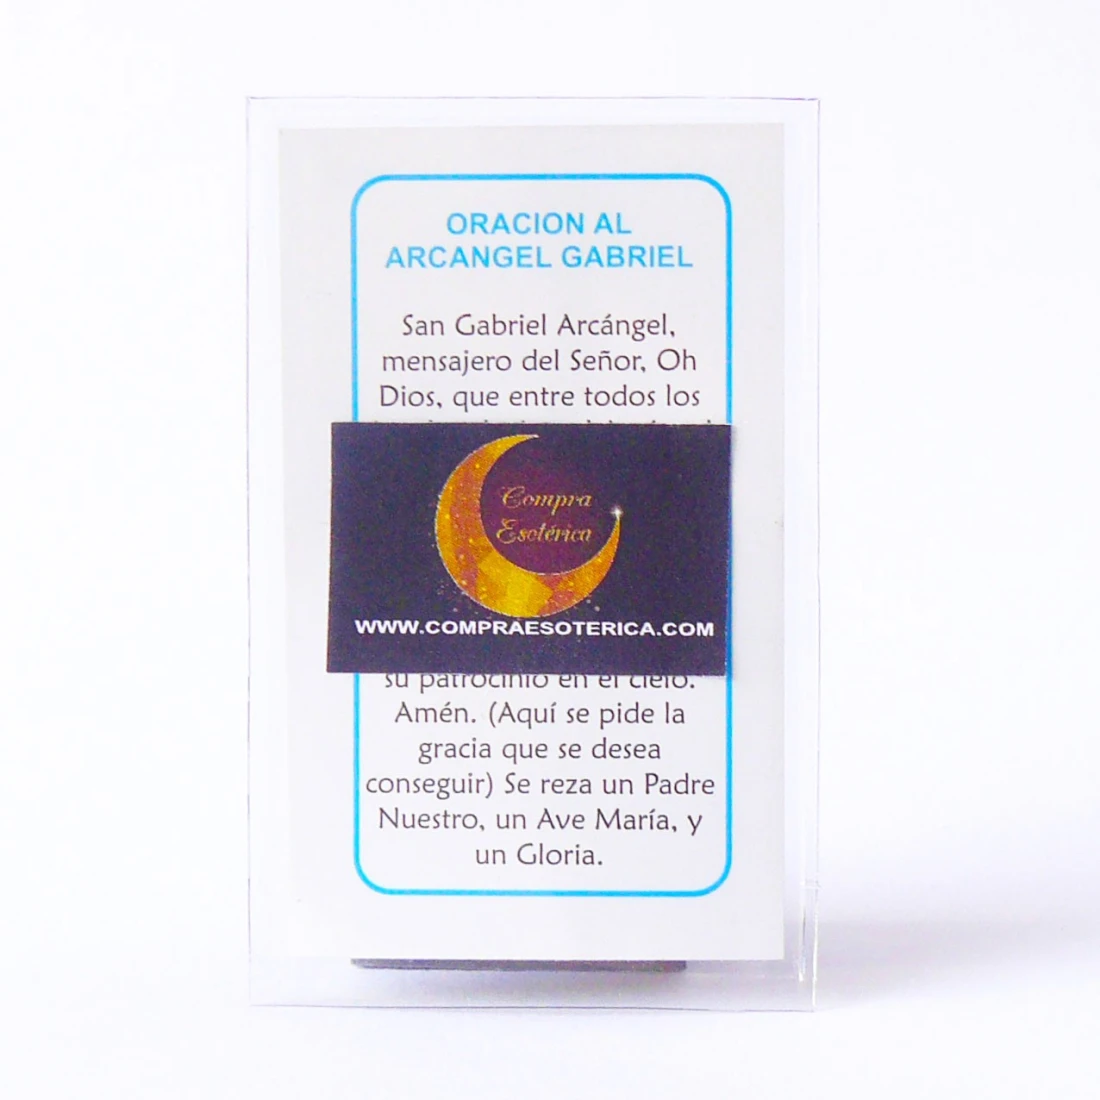 ORACION AL
ARCANGEL GABRIEL
San Gabriel Arcángel,
mensajero del Señor, Oh
Dios, que entre todos los
Compra
Esotérica
WWW.COMPRAESOTERICA.COM
su patrocinio en el cielo.
Amén. (Aquí se pide la
gracia que se desea
conseguir) Se reza un Padre
Nuestro, un Ave María, y
un Gloria.